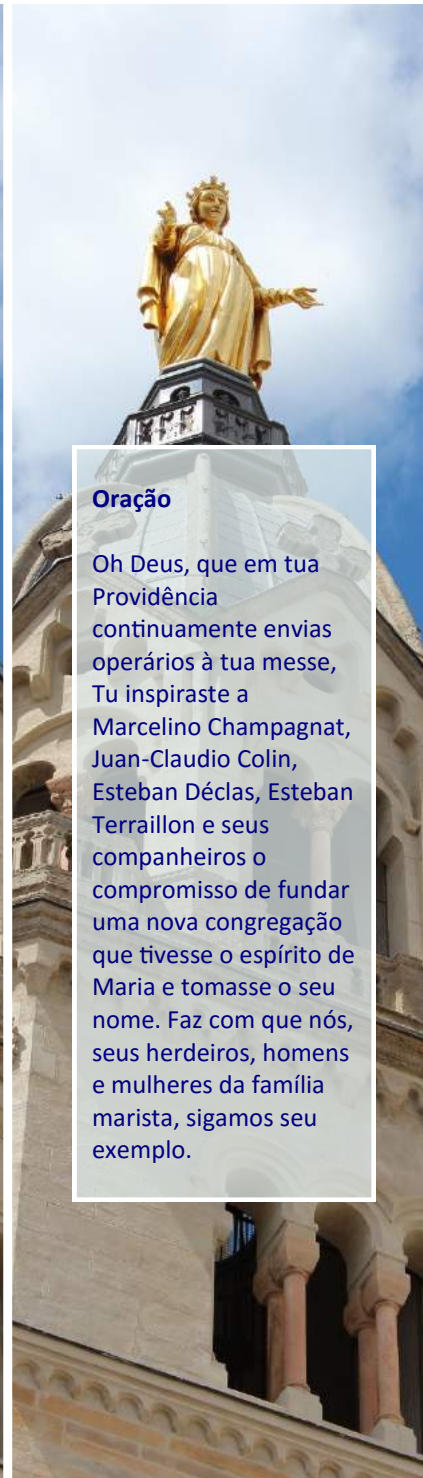 Oração
Oh Deus, que em tua
Providência
continuamente envias
operários à tua messe,
Tu inspiraste a
Marcelino Champagnat,
Juan-Claudio Colin,
Esteban Déclas, Esteban
Terraillon e seus
companheiros o
compromisso de fundar
uma nova congregação
que tivesse o espírito de
Maria e tomasse o seu
nome. Faz com que nós,
seus herdeiros, homens
e mulheres da família
marista, sigamos seu
exemplo.